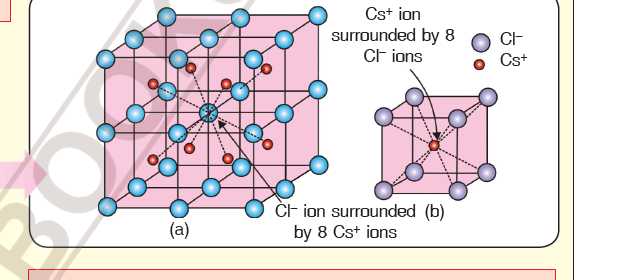 Cs⁺ ion
surrounded by 8
Cl⁻ ions
Cl⁻
Cs⁺
Cl⁻ ion surrounded
by 8 Cs⁺ ions
(a)
(b)